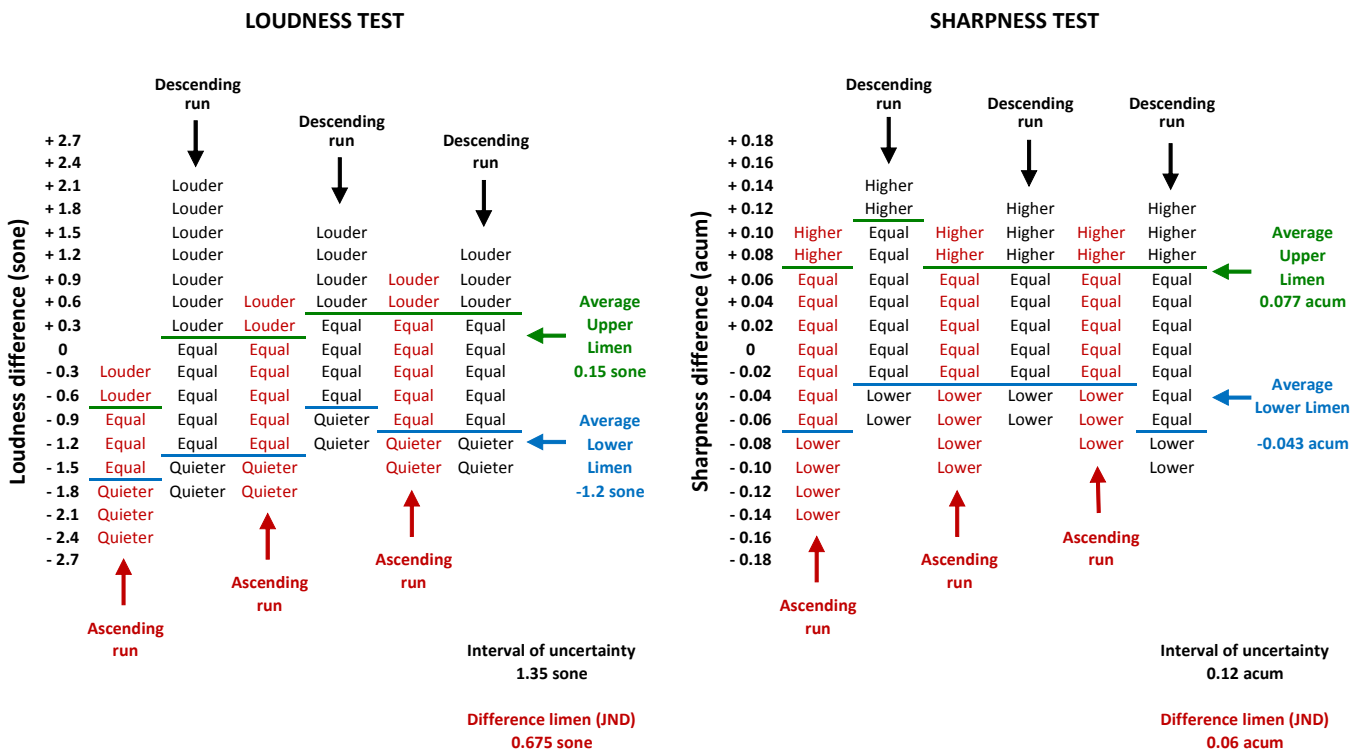 LOUDNESS TEST
Descending
run
Descending
run
Descending
run
Loudness difference (sone)
+ 2.7
+ 2.4
+ 2.1 Louder
+ 1.8 Louder
+ 1.5 Louder Louder
+ 1.2 Louder Louder Louder
+ 0.9 Louder Louder Louder Louder
+ 0.6 Louder Louder Louder Louder Louder
+ 0.3 Louder Louder Equal Equal Equal
0 Equal Equal Equal Equal Equal
- 0.3 Louder Equal Equal Equal Equal Equal
- 0.6 Louder Equal Equal Equal Equal Equal
- 0.9 Equal Equal Equal Quieter Equal Equal
- 1.2 Equal Equal Equal Quieter Quieter Quieter
- 1.5 Equal Quieter Quieter Quieter Quieter
- 1.8 Quieter Quieter Quieter
- 2.1 Quieter
- 2.4 Quieter
- 2.7
Average
Upper
Limen
0.15 sone
Average
Lower
Limen
-1.2 sone
Ascending
run
Ascending
run
Ascending
run
Interval of uncertainty
1.35 sone
Difference limen (JND)
0.675 sone
SHARPNESS TEST
Descending
run
Descending
run
Descending
run
Sharpness difference (acum)
+ 0.18
+ 0.16
+ 0.14 Higher
+ 0.12 Higher Higher Higher
+ 0.10 Higher Equal Higher Higher Higher Higher
+ 0.08 Higher Equal Higher Higher Higher Higher
+ 0.06 Equal Equal Equal Equal Equal Equal
+ 0.04 Equal Equal Equal Equal Equal Equal
+ 0.02 Equal Equal Equal Equal Equal Equal
0 Equal Equal Equal Equal Equal Equal
- 0.02 Equal Equal Equal Equal Equal Equal
- 0.04 Equal Lower Lower Lower Lower Equal
- 0.06 Equal Lower Lower Lower Lower Equal
- 0.08 Lower Lower Lower Lower
- 0.10 Lower Lower Lower
- 0.12 Lower
- 0.14 Lower
- 0.16
- 0.18
Average
Upper
Limen
0.077 acum
Average
Lower Limen
-0.043 acum
Ascending
run
Ascending
run
Ascending
run
Interval of uncertainty
0.12 acum
Difference limen (JND)
0.06 acum